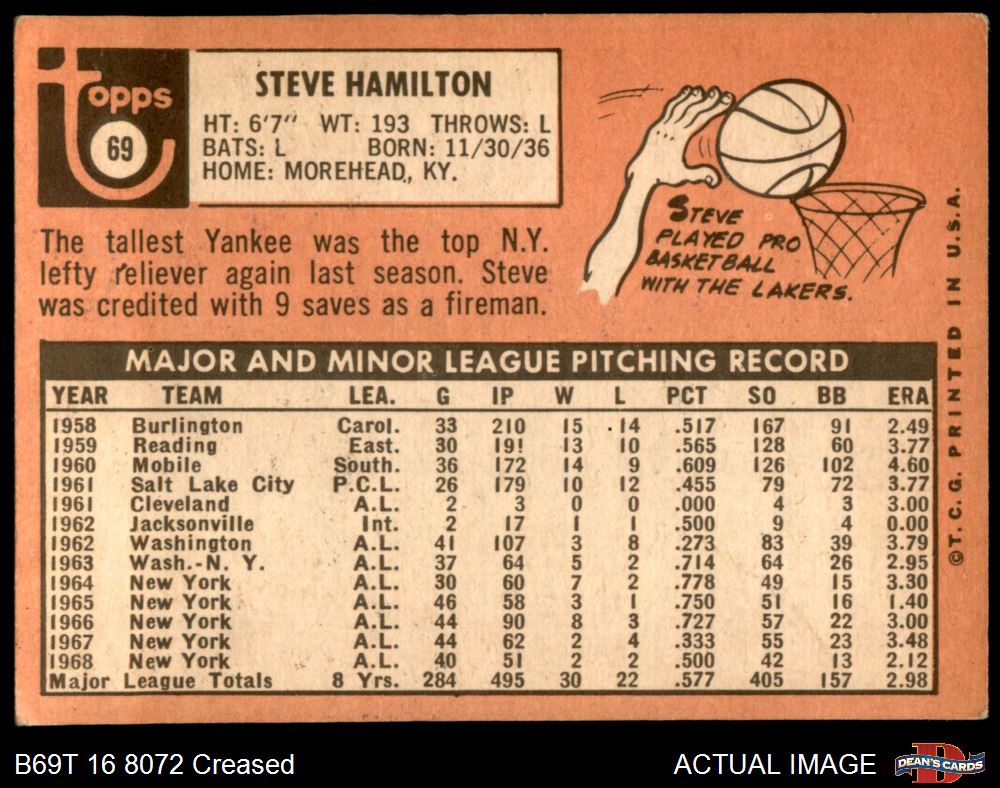 topps
69
STEVE HAMILTON
HT: 6'7" WT: 193 THROWS: L
BATS: L BORN: 11/30/36
HOME: MOREHEAD, KY.
The tallest Yankee was the top N.Y.
lefty reliever again last season. Steve
was credited with 9 saves as a fireman.
STEVE
PLAYED PRO
BASKETBALL
WITH THE LAKERS.
MAJOR AND MINOR LEAGUE PITCHING RECORD
YEAR TEAM LEA. G IP W L PCT SO BB ERA
1958 Burlington Carol. 33 210 15 14 .517 167 91 2.49
1959 Reading East. 30 191 13 10 .565 128 60 3.77
1960 Mobile South. 36 172 14 9 .609 126 102 4.60
1961 Salt Lake City P.C.L. 26 179 10 12 .455 79 72 3.77
1961 Cleveland A.L. 2 3 0 0 .000 4 3 3.00
1962 Jacksonville Int. 2 17 1 1 .500 9 4 0.00
1962 Washington A.L. 41 107 3 8 .273 83 39 3.79
1963 Wash.-N. Y. A.L. 37 64 5 2 .714 64 26 2.95
1964 New York A.L. 30 60 7 2 .778 49 15 3.30
1965 New York A.L. 46 58 3 1 .750 51 16 1.40
1966 New York A.L. 44 90 8 3 .727 57 22 3.00
1967 New York A.L. 44 62 2 4 .333 55 23 3.48
1968 New York A.L. 40 51 2 2 .500 42 13 2.12
Major League Totals 8 Yrs. 284 495 30 22 .577 405 157 2.98
©T. C. G. PRINTED IN U.S.A.
B69T 16 8072 Creased
ACTUAL IMAGE
DEAN'S CARDS